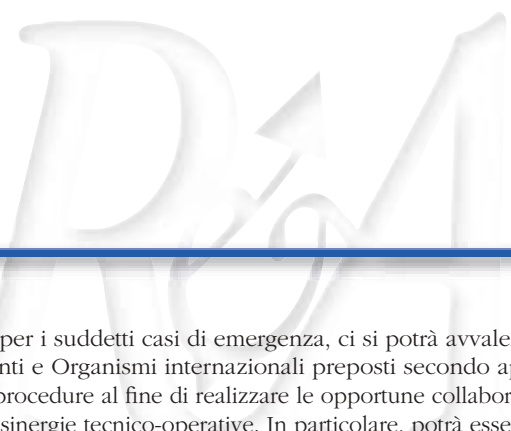 R&A
per i suddetti casi di emergenza, ci si potrà avvale
nti e Organismi internazionali preposti secondo ap
procedure al fine di realizzare le opportune collabor
sinergie tecnico-operative. In particolare, potrà esse